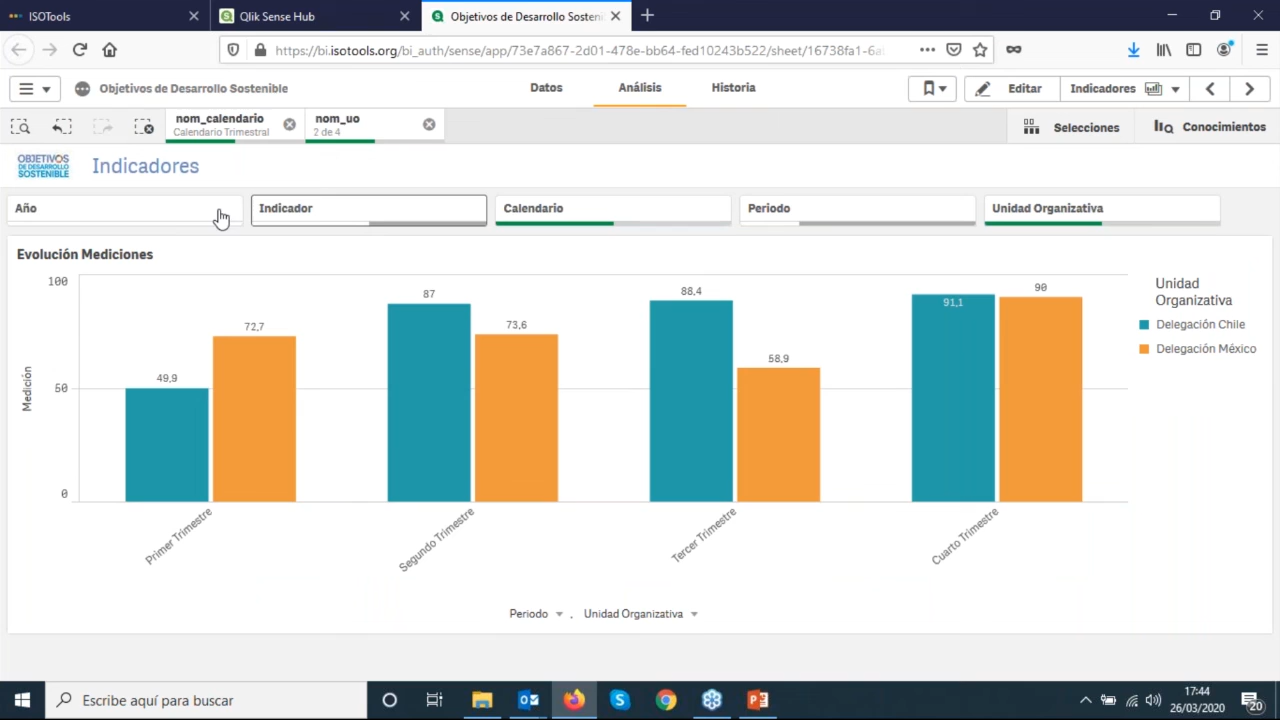 ISOTools
Qlik Sense Hub
Objetivos de Desarrollo Sosteni
https://bi.isotools.org/bi_auth/sense/app/73e7a867-2d01-478e-bb64-fed10243b522/sheet/16738fa1-6a
Objetivos de Desarrollo Sostenible
Datos
Análisis
Historia
Editar
Indicadores
nom_calendario
Calendario Trimestral
nom_uo
2 de 4
Selecciones
Conocimientos
OBJETIVOS
DE DESARROLLO
SOSTENIBLE
Indicadores
Año
Indicador
Calendario
Periodo
Unidad Organizativa
Evolución Mediciones
100
50
0
Medición
49,9
72,7
87
73,6
88,4
58,9
91,1
90
Unidad
Organizativa
Delegación Chile
Delegación México
Primer Trimestre
Segundo Trimestre
Tercer Trimestre
Cuarto Trimestre
Periodo
.
Unidad Organizativa
Escribe aquí para buscar
17:44
26/03/2020
20